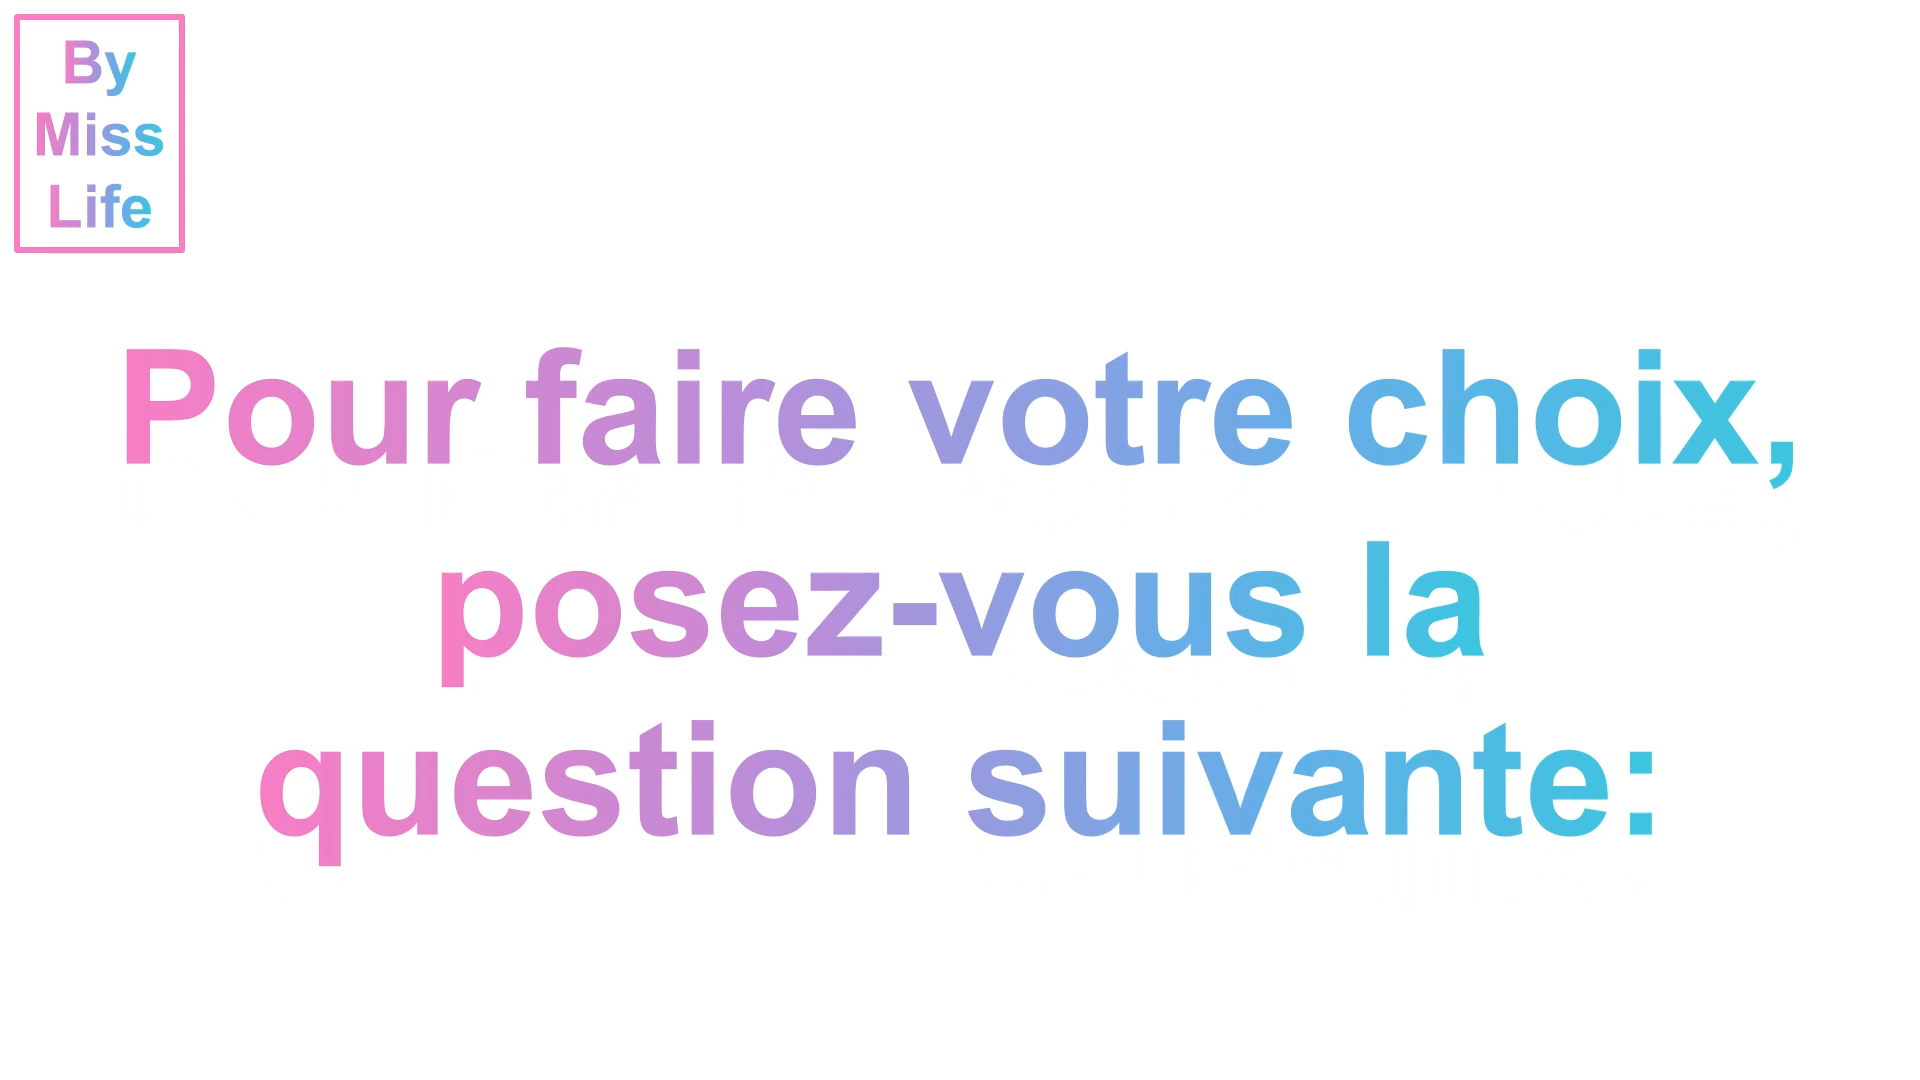 By
Miss
Life
Pour faire votre choix,
posez-vous la
question suivante: